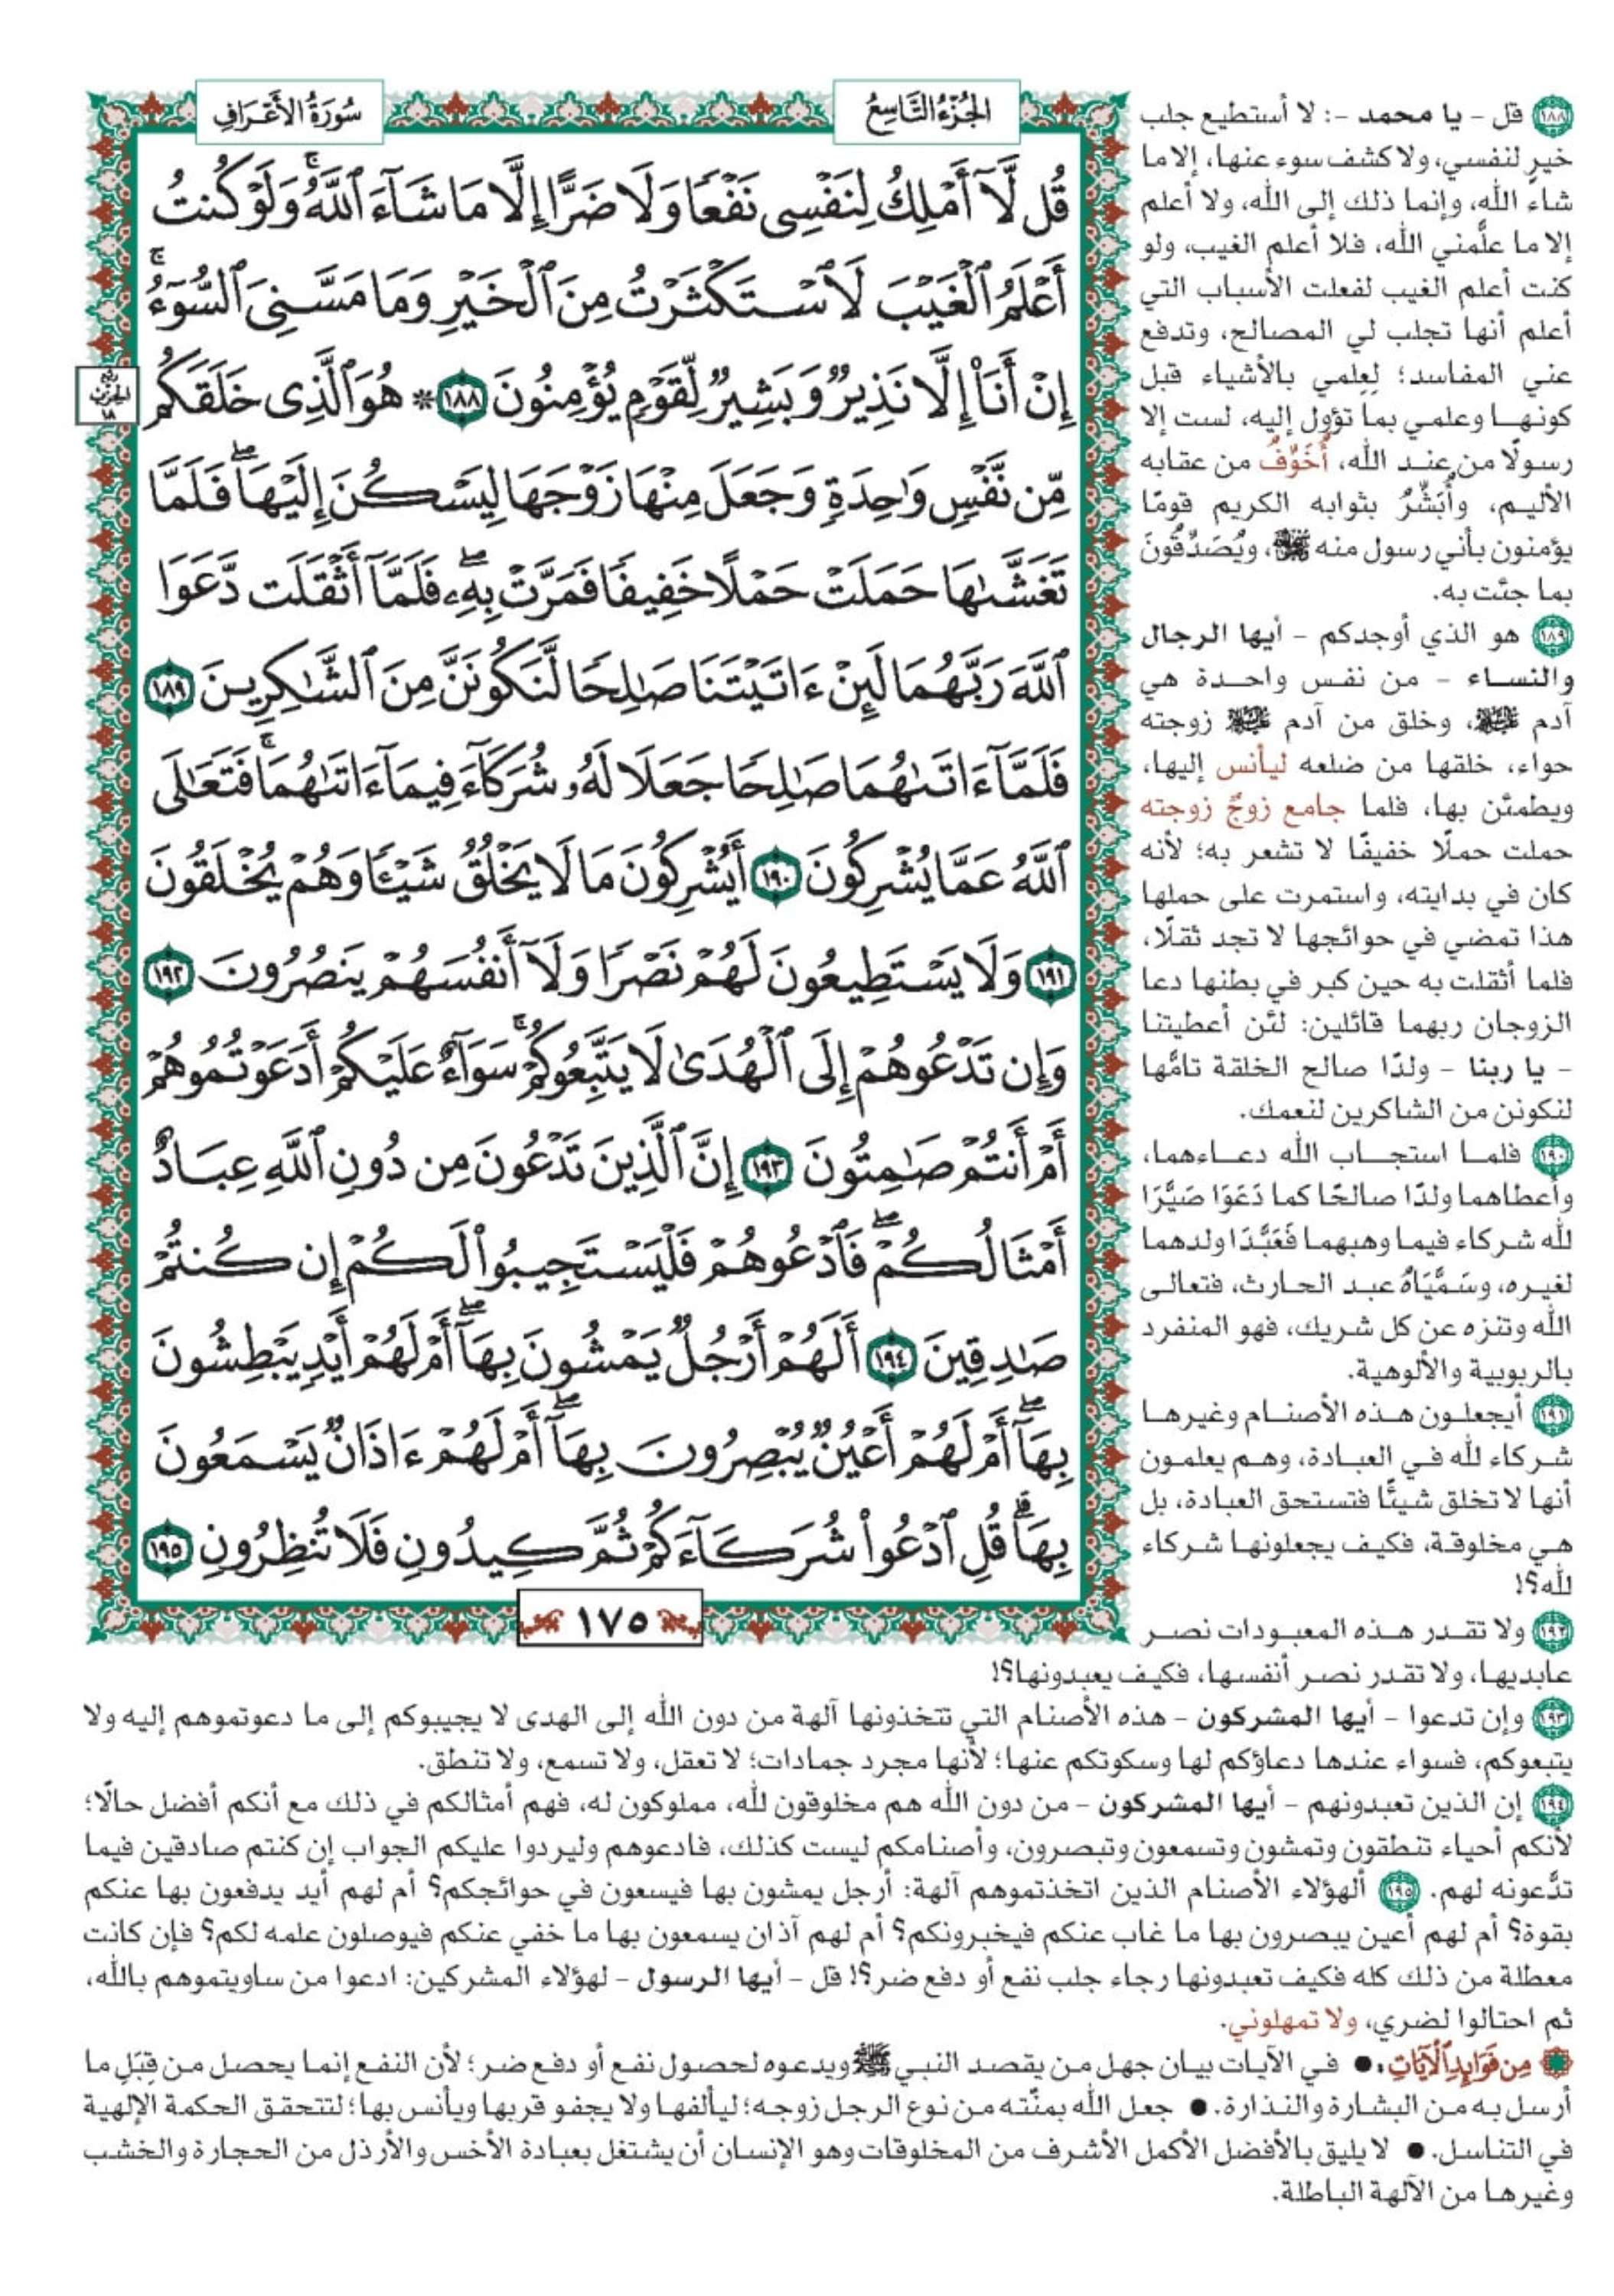 سُورَةُ الأَعْرَافِ
الجُزْءُ التَّاسِعُ
قُل لَّآ أَمْلِكُ لِنَفْسِى نَفْعًا وَلَا ضَرًّا إِلَّا مَا شَآءَ ٱللَّهُۚ وَلَوْ كُنتُ
أَعْلَمُ ٱلْغَيْبَ لَٱسْتَكْثَرْتُ مِنَ ٱلْخَيْرِ وَمَا مَسَّنِىَ ٱلسُّوٓءُۚ
إِنْ أَنَا۠ إِلَّا نَذِيرٌ وَبَشِيرٌ لِّقَوْمٍ يُؤْمِنُونَ ١٨٨ * هُوَ ٱلَّذِى خَلَقَكُم
مِّن نَّفْسٍ وَٰحِدَةٍ وَجَعَلَ مِنْهَا زَوْجَهَا لِيَسْكُنَ إِلَيْهَاۖ فَلَمَّا
تَغَشَّىٰهَا حَمَلَتْ حَمْلًا خَفِيفًا فَمَرَّتْ بِهِۦۖ فَلَمَّآ أَثْقَلَت دَّعَوَا
ٱللَّهَ رَبَّهُمَا لَئِنْ ءَاتَيْتَنَا صَٰلِحًا لَّنَكُونَنَّ مِنَ ٱلشَّٰكِرِينَ ١٨٩
فَلَمَّآ ءَاتَىٰهُمَا صَٰلِحًا جَعَلَا لَهُۥ شُرَكَآءَ فِيمَآ ءَاتَىٰهُمَاۚ فَتَعَٰلَى
ٱللَّهُ عَمَّا يُشْرِكُونَ ١٩٠ أَيُشْرِكُونَ مَا لَا يَخْلُقُ شَيْـًٔا وَهُمْ يُخْلَقُونَ
١٩١ وَلَا يَسْتَطِيعُونَ لَهُمْ نَصْرًا وَلَآ أَنفُسَهُمْ يَنصُرُونَ ١٩٢
وَإِن تَدْعُوهُمْ إِلَى ٱلْهُدَىٰ لَا يَتَّبِعُوكُمْۚ سَوَآءٌ عَلَيْكُمْ أَدَعَوْتُمُوهُمْ
أَمْ أَنتُمْ صَٰمِتُونَ ١٩٣ إِنَّ ٱلَّذِينَ تَدْعُونَ مِن دُونِ ٱللَّهِ عِبَادٌ
أَمْثَالُكُمْۖ فَٱدْعُوهُمْ فَلْيَسْتَجِيبُوا۟ لَكُمْ إِن كُنتُمْ
صَٰدِقِينَ ١٩٤ أَلَهُمْ أَرْجُلٌ يَمْشُونَ بِهَآۖ أَمْ لَهُمْ أَيْدٍ يَبْطِشُونَ
بِهَآۖ أَمْ لَهُمْ أَعْيُنٌ يُبْصِرُونَ بِهَآۖ أَمْ لَهُمْ ءَاذَانٌ يَسْمَعُونَ
بِهَاۗ قُلِ ٱدْعُوا۟ شُرَكَآءَكُمْ ثُمَّ كِيدُونِ فَلَا تُنظِرُونِ ١٩٥
ربع
الحزب
١٨
١٧٥
١٨٨ قل - يا محمد -: لا أستطيع جلب
خيرٍ لنفسي، ولا كشف سوء عنها، إلا ما
شاء الله، وإنما ذلك إلى الله، ولا أعلم
إلا ما علَّمني الله، فلا أعلم الغيب، ولو
كنت أعلم الغيب لفعلت الأسباب التي
أعلم أنها تجلب لي المصالح، وتدفع
عني المفاسد؛ لعِلمي بالأشياء قبل
كونهـا وعلمي بما تؤول إليه، لست إلا
رسولًا من عند الله، أُخَوِّفُ من عقابه
الأليم، وأُبَشِّرُ بثوابه الكريم قومًا
يؤمنون بأني رسول منه ﷺ، ويُصَدِّقُونَ
بما جئت به.
١٨٩ هو الذي أوجدكم - أيها الرجال
والنساء - من نفس واحدة هي
آدم عليه السلام، وخلق من آدم عليه السلام زوجته
حواء، خلقها من ضلعه ليأنس إليها،
ويطمئن بها، فلما جامع زوجٌ زوجته
حملت حملًا خفيفًا لا تشعر به؛ لأنه
كان في بدايته، واستمرت على حملها
هذا تمضي في حوائجها لا تجد ثقلًا،
فلما أثقلت به حين كبر في بطنها دعا
الزوجان ربهما قائلين: لئن أعطيتنا
- يا ربنا - ولدًا صالح الخلقة تامَّها
لنكونن من الشاكرين لنعمك.
١٩٠ فلمـا استجـاب الله دعـاءهما،
وأعطاهما ولدًا صالحًا كما دَعَوَا صَيَّرَا
لله شركاء فيما وهبهما فَعَبَّدَا ولدهما
لغيره، وسَمَّيَاهُ عبد الحارث، فتعالى
الله وتنزه عن كل شريك، فهو المنفرد
بالربوبية والألوهية.
١٩١ أيجعلون هذه الأصنام وغيرها
شركاء لله في العبادة، وهم يعلمون
أنها لا تخلق شيئًا فتستحق العبادة، بل
هي مخلوقة، فكيف يجعلونها شركاء
لله؟!
١٩٢ ولا تقدر هذه المعبودات نصر
عابديها، ولا تقدر نصر أنفسها، فكيف يعبدونها؟!
١٩٣ وإن تدعوا - أيها المشركون - هذه الأصنام التي تتخذونها آلهة من دون الله إلى الهدى لا يجيبوكم إلى ما دعوتموهم إليه ولا
يتبعوكم، فسواء عندها دعاؤكم لها وسكوتكم عنها؛ لأنها مجرد جمادات؛ لا تعقل، ولا تسمع، ولا تنطق.
١٩٤ إن الذين تعبدونهم - أيها المشركون - من دون الله هم مخلوقون لله، مملوكون له، فهم أمثالكم في ذلك مع أنكم أفضل حالًا؛
لأنكم أحياء تنطقون وتمشون وتسمعون وتبصرون، وأصنامكم ليست كذلك، فادعوهم وليردوا عليكم الجواب إن كنتم صادقين فيما
تدَّعونه لهم. ١٩٥ ألهؤلاء الأصنام الذين اتخذتموهم آلهة: أرجل يمشون بها فيسعون في حوائجكم؟ أم لهم أيد يدفعون بها عنكم
بقوة؟ أم لهم أعين يبصرون بها ما غاب عنكم فيخبرونكم؟ أم لهم آذان يسمعون بها ما خفي عنكم فيوصلون علمه لكم؟ فإن كانت
معطلة من ذلك كله فكيف تعبدونها رجاء جلب نفع أو دفع ضر؟! قل - أيها الرسول - لهؤلاء المشركين: ادعوا من ساويتموهم بالله،
ثم احتالوا لضري، ولا تمهلوني.
مِن فَوَائِدِ ٱلْآيَاتِ: ● في الآيات بيان جهل من يقصد النبي ﷺ ويدعوه لحصول نفع أو دفع ضر؛ لأن النفع إنما يحصل من قِبَلِ ما
أرسل به من البشارة والنذارة. ● جعل الله بمنَّته من نوع الرجل زوجه؛ ليألفها ولا يجفو قربها ويأنس بها؛ لتتحقق الحكمة الإلهية
في التناسل. ● لا يليق بالأفضل الأكمل الأشرف من المخلوقات وهو الإنسان أن يشتغل بعبادة الأخس والأرذل من الحجارة والخشب
وغيرها من الآلهة الباطلة.